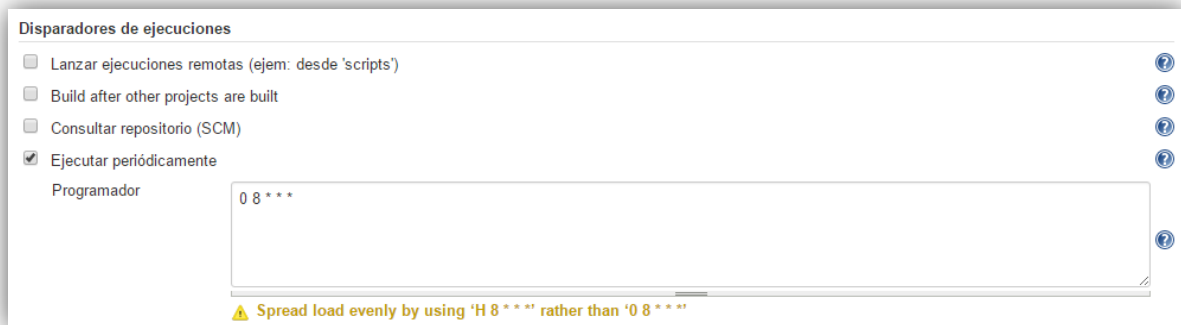 Disparadores de ejecuciones
Lanzar ejecuciones remotas (ejem: desde 'scripts')
Build after other projects are built
Consultar repositorio (SCM)
Ejecutar periódicamente
Programador
0 8 * * *
Spread load evenly by using ‘H 8 * * *’ rather than ‘0 8 * * *’